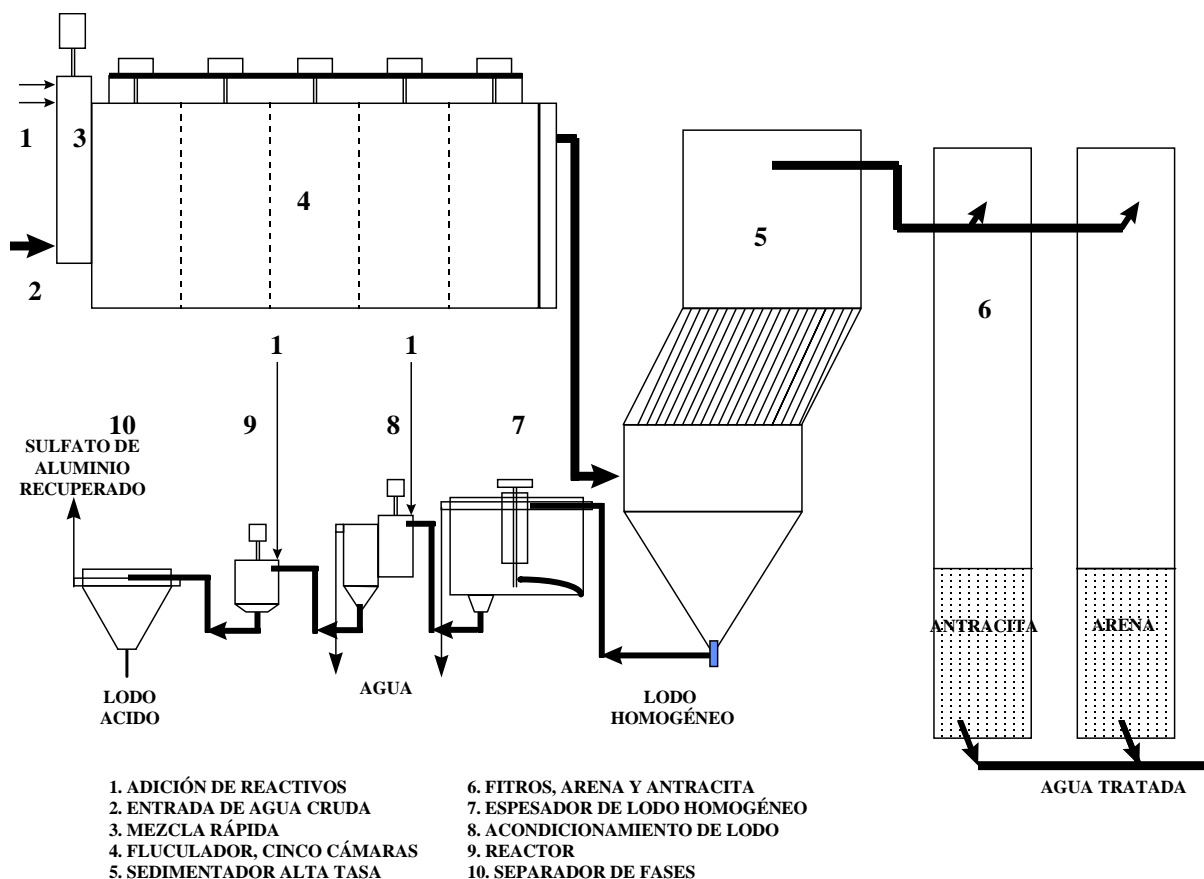 1
3
4
2
5
6
1
1
10
9
8
7
SULFATO DE
ALUMINIO
RECUPERADO
ANTRACITA
ARENA
LODO
ACIDO
AGUA
LODO
HOMOGÉNEO
AGUA TRATADA
1. ADICIÓN DE REACTIVOS
2. ENTRADA DE AGUA CRUDA
3. MEZCLA RÁPIDA
4. FLUCULADOR, CINCO CÁMARAS
5. SEDIMENTADOR ALTA TASA
6. FITROS, ARENA Y ANTRACITA
7. ESPESADOR DE LODO HOMOGÉNEO
8. ACONDICIONAMIENTO DE LODO
9. REACTOR
10. SEPARADOR DE FASES